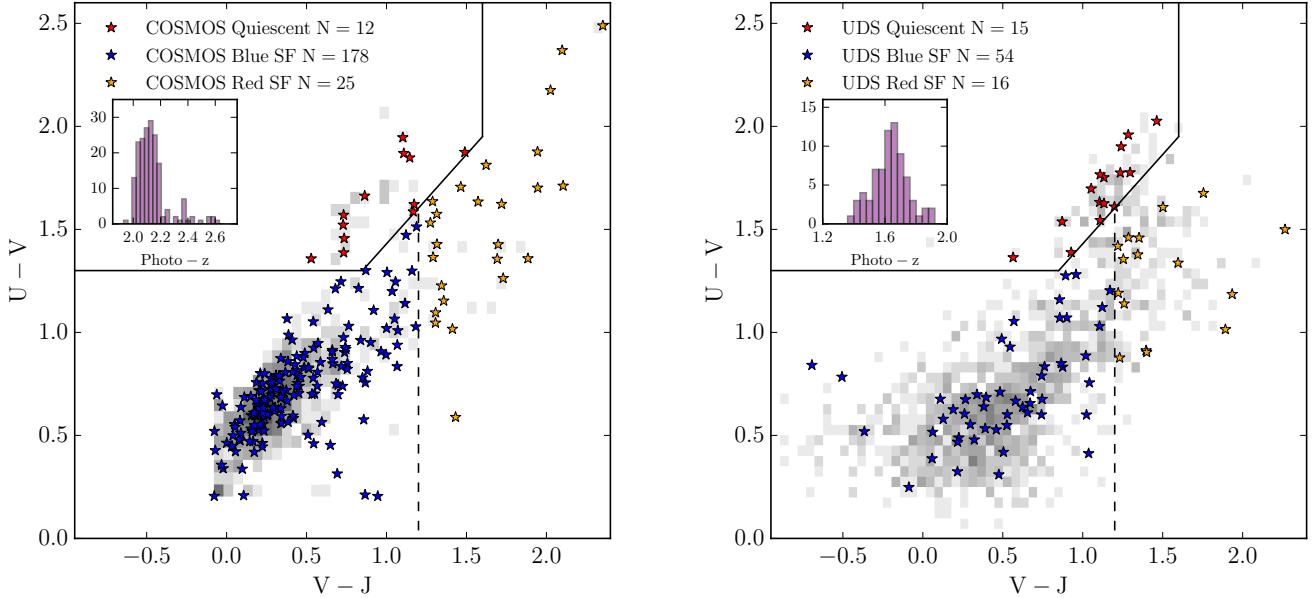 COSMOS Quiescent N = 12
COSMOS Blue SF N = 178
COSMOS Red SF N = 25
30
20
10
0
2.0 2.2 2.4 2.6
Photo − z
2.5
2.0
1.5
1.0
0.5
0.0
U − V
−0.5 0.0 0.5 1.0 1.5 2.0
V − J
UDS Quiescent N = 15
UDS Blue SF N = 54
UDS Red SF N = 16
15
10
5
0
1.2 1.6 2.0
Photo − z
2.5
2.0
1.5
1.0
0.5
0.0
U − V
−0.5 0.0 0.5 1.0 1.5 2.0
V − J